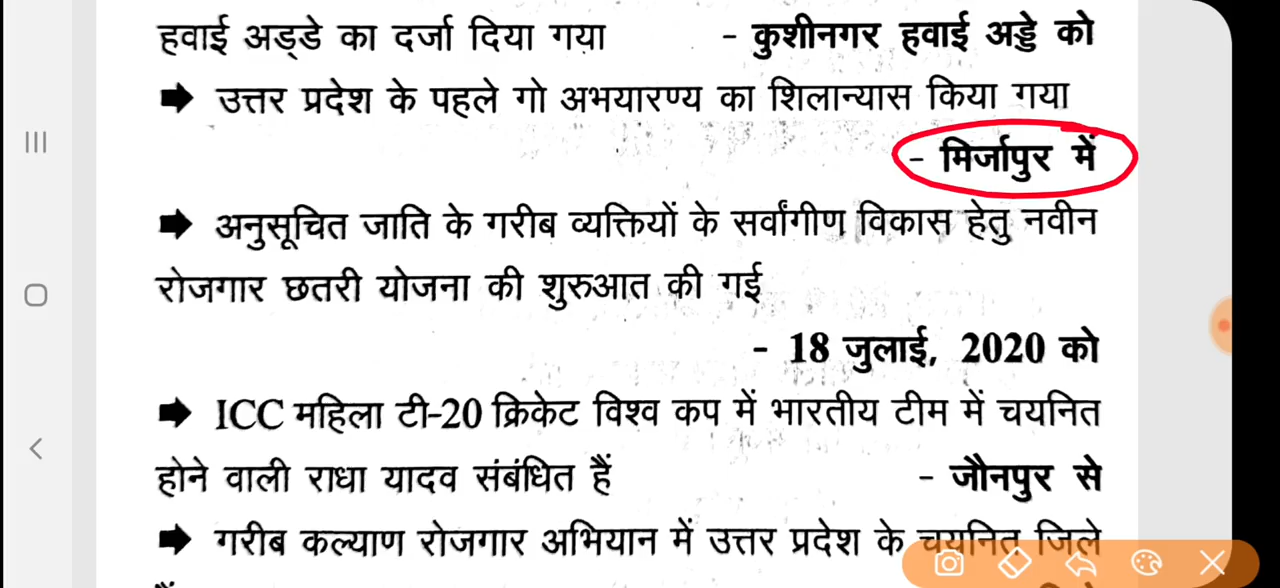 हवाई अड्डे का दर्जा दिया गया - कुशीनगर हवाई अड्डे को
➡ उत्तर प्रदेश के पहले गो अभयारण्य का शिलान्यास किया गया
- मिर्जापुर में
➡ अनुसूचित जाति के गरीब व्यक्तियों के सर्वांगीण विकास हेतु नवीन
रोजगार छतरी योजना की शुरुआत की गई
- 18 जुलाई, 2020 को
➡ ICC महिला टी-20 क्रिकेट विश्व कप में भारतीय टीम में चयनित
होने वाली राधा यादव संबंधित हैं - जौनपुर से
➡ गरीब कल्याण रोजगार अभियान में उत्तर प्रदेश के चयनित जिले